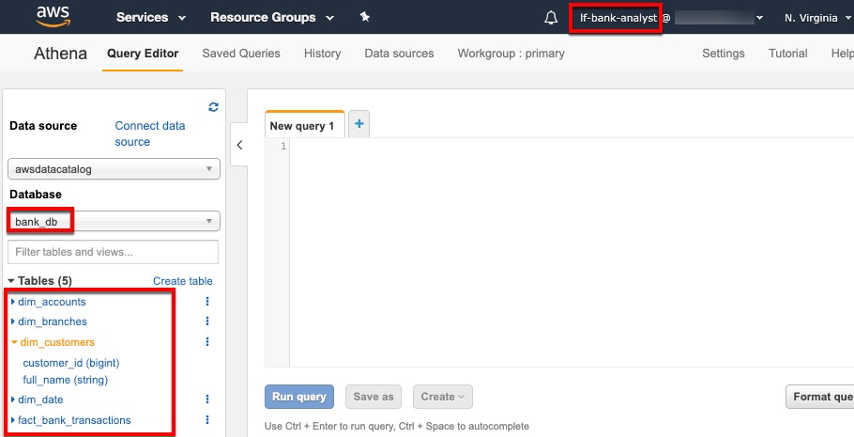 aws Services Resource Groups lf-bank-analyst @ N. Virginia
Athena Query Editor Saved Queries History Data sources Workgroup : primary Settings Tutorial Help
Data source Connect data source
awsdatacatalog
Database
bank_db
Filter tables and views...
Tables (5) Create table
dim_accounts
dim_branches
dim_customers
customer_id (bigint)
full_name (string)
dim_date
fact_bank_transactions
New query 1 +
1
Run query Save as Create Format que
Use Ctrl + Enter to run query, Ctrl + Space to autocomplete